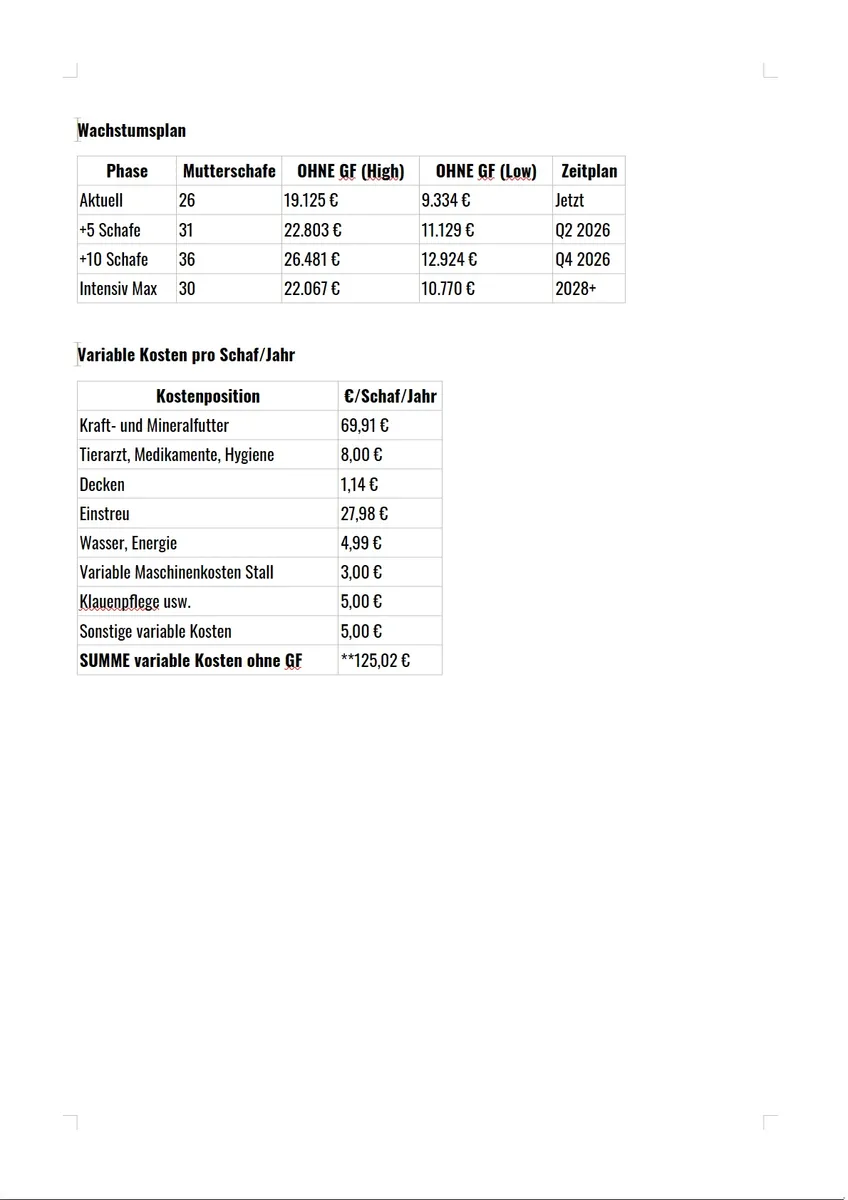 Wachstumsplan
Phase Mutterschafe OHNE GF (High) OHNE GF (Low) Zeitplan
Aktuell 26 19.125 € 9.334 € Jetzt
+5 Schafe 31 22.803 € 11.129 € Q2 2026
+10 Schafe 36 26.481 € 12.924 € Q4 2026
Intensiv Max 30 22.067 € 10.770 € 2028+
Variable Kosten pro Schaf/Jahr
Kostenposition €/Schaf/Jahr
Kraft- und Mineralfutter 69,91 €
Tierarzt, Medikamente, Hygiene 8,00 €
Decken 1,14 €
Einstreu 27,98 €
Wasser, Energie 4,99 €
Variable Maschinenkosten Stall 3,00 €
Klauenpflege usw. 5,00 €
Sonstige variable Kosten 5,00 €
SUMME variable Kosten ohne GF **125,02 €